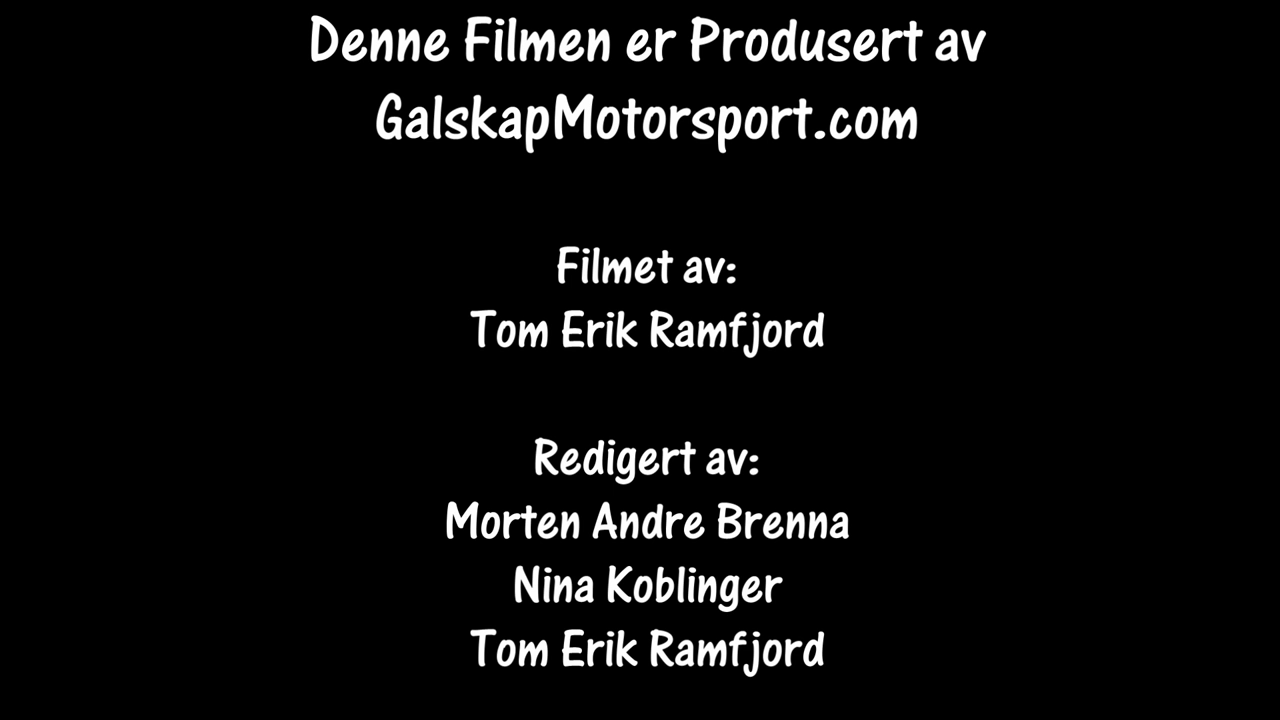 Denne Filmen er Produsert av
GalskapMotorsport.com
Filmet av:
Tom Erik Ramfjord
Redigert av:
Morten Andre Brenna
Nina Koblinger
Tom Erik Ramfjord